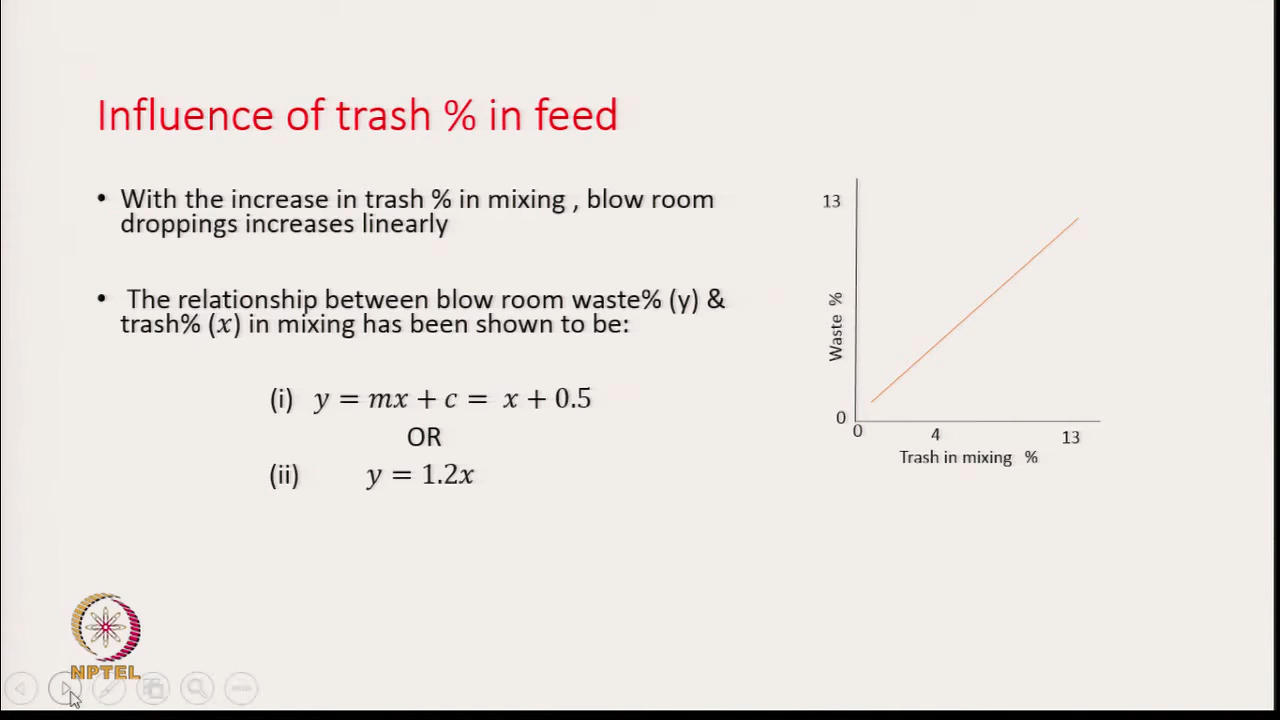 Influence of trash % in feed
• With the increase in trash % in mixing , blow room
droppings increases linearly
• The relationship between blow room waste% (y) &
trash% (x) in mixing has been shown to be:
(i) y = mx + c = x + 0.5
OR
(ii) y = 1.2x
13
Waste %
0
0 4 13
Trash in mixing %
NPTEL